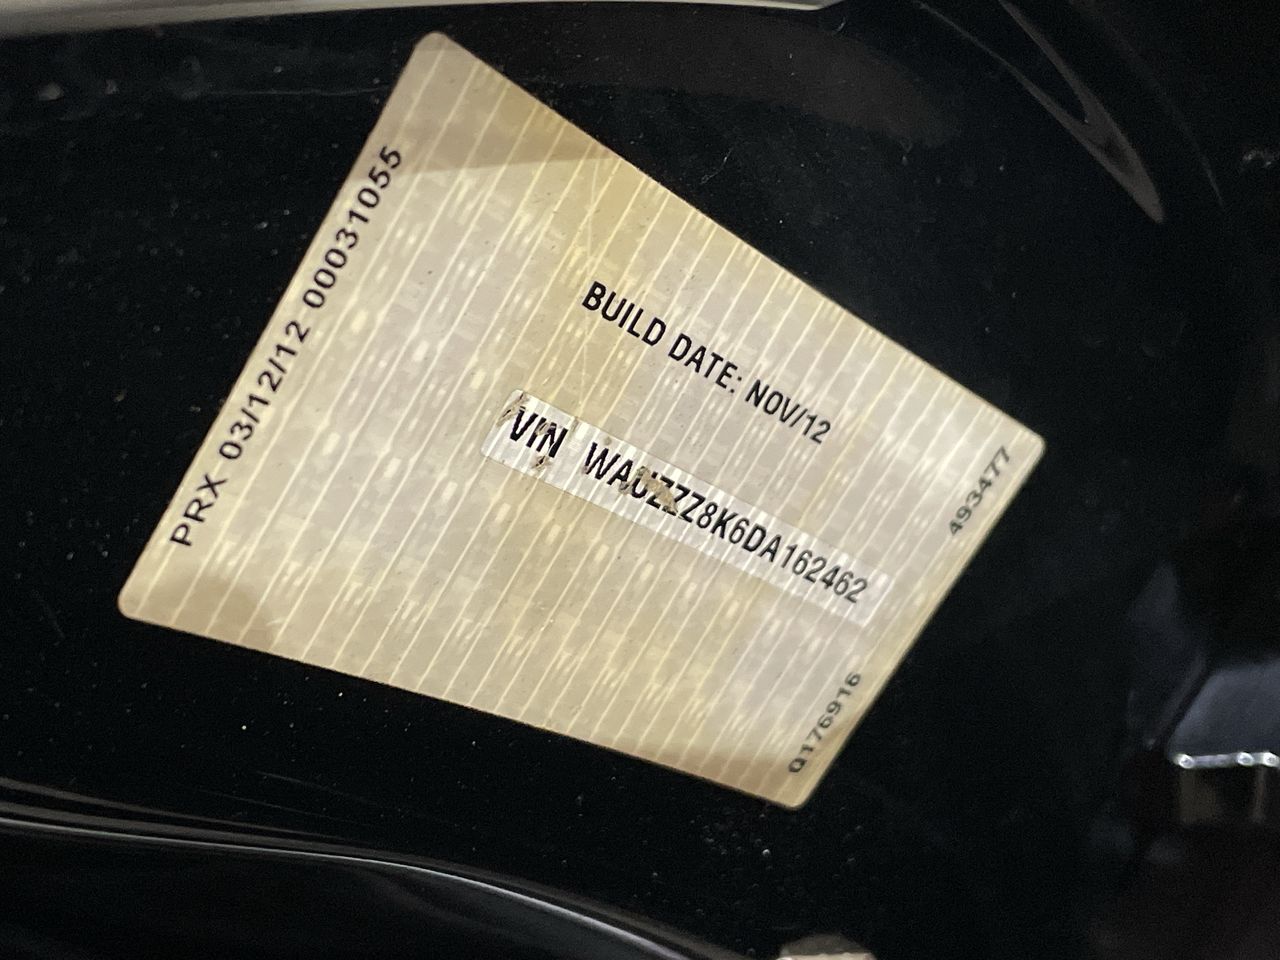 PRX 03/12/12 00031055
BUILD DATE: NOV/12
VIN WAUZZZ8K6DA162462
493477
Q176916